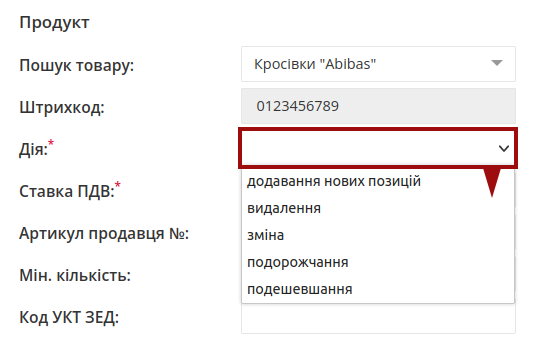 Продукт
Пошук товару: Кросівки "Abibas"
Штрихкод: 0123456789
Дія:*
додавання нових позицій
Ставка ПДВ:*
видалення
Артикул продавця №:
зміна
подорожчання
Мін. кількість:
подешевшання
Код УКТ ЗЕД: